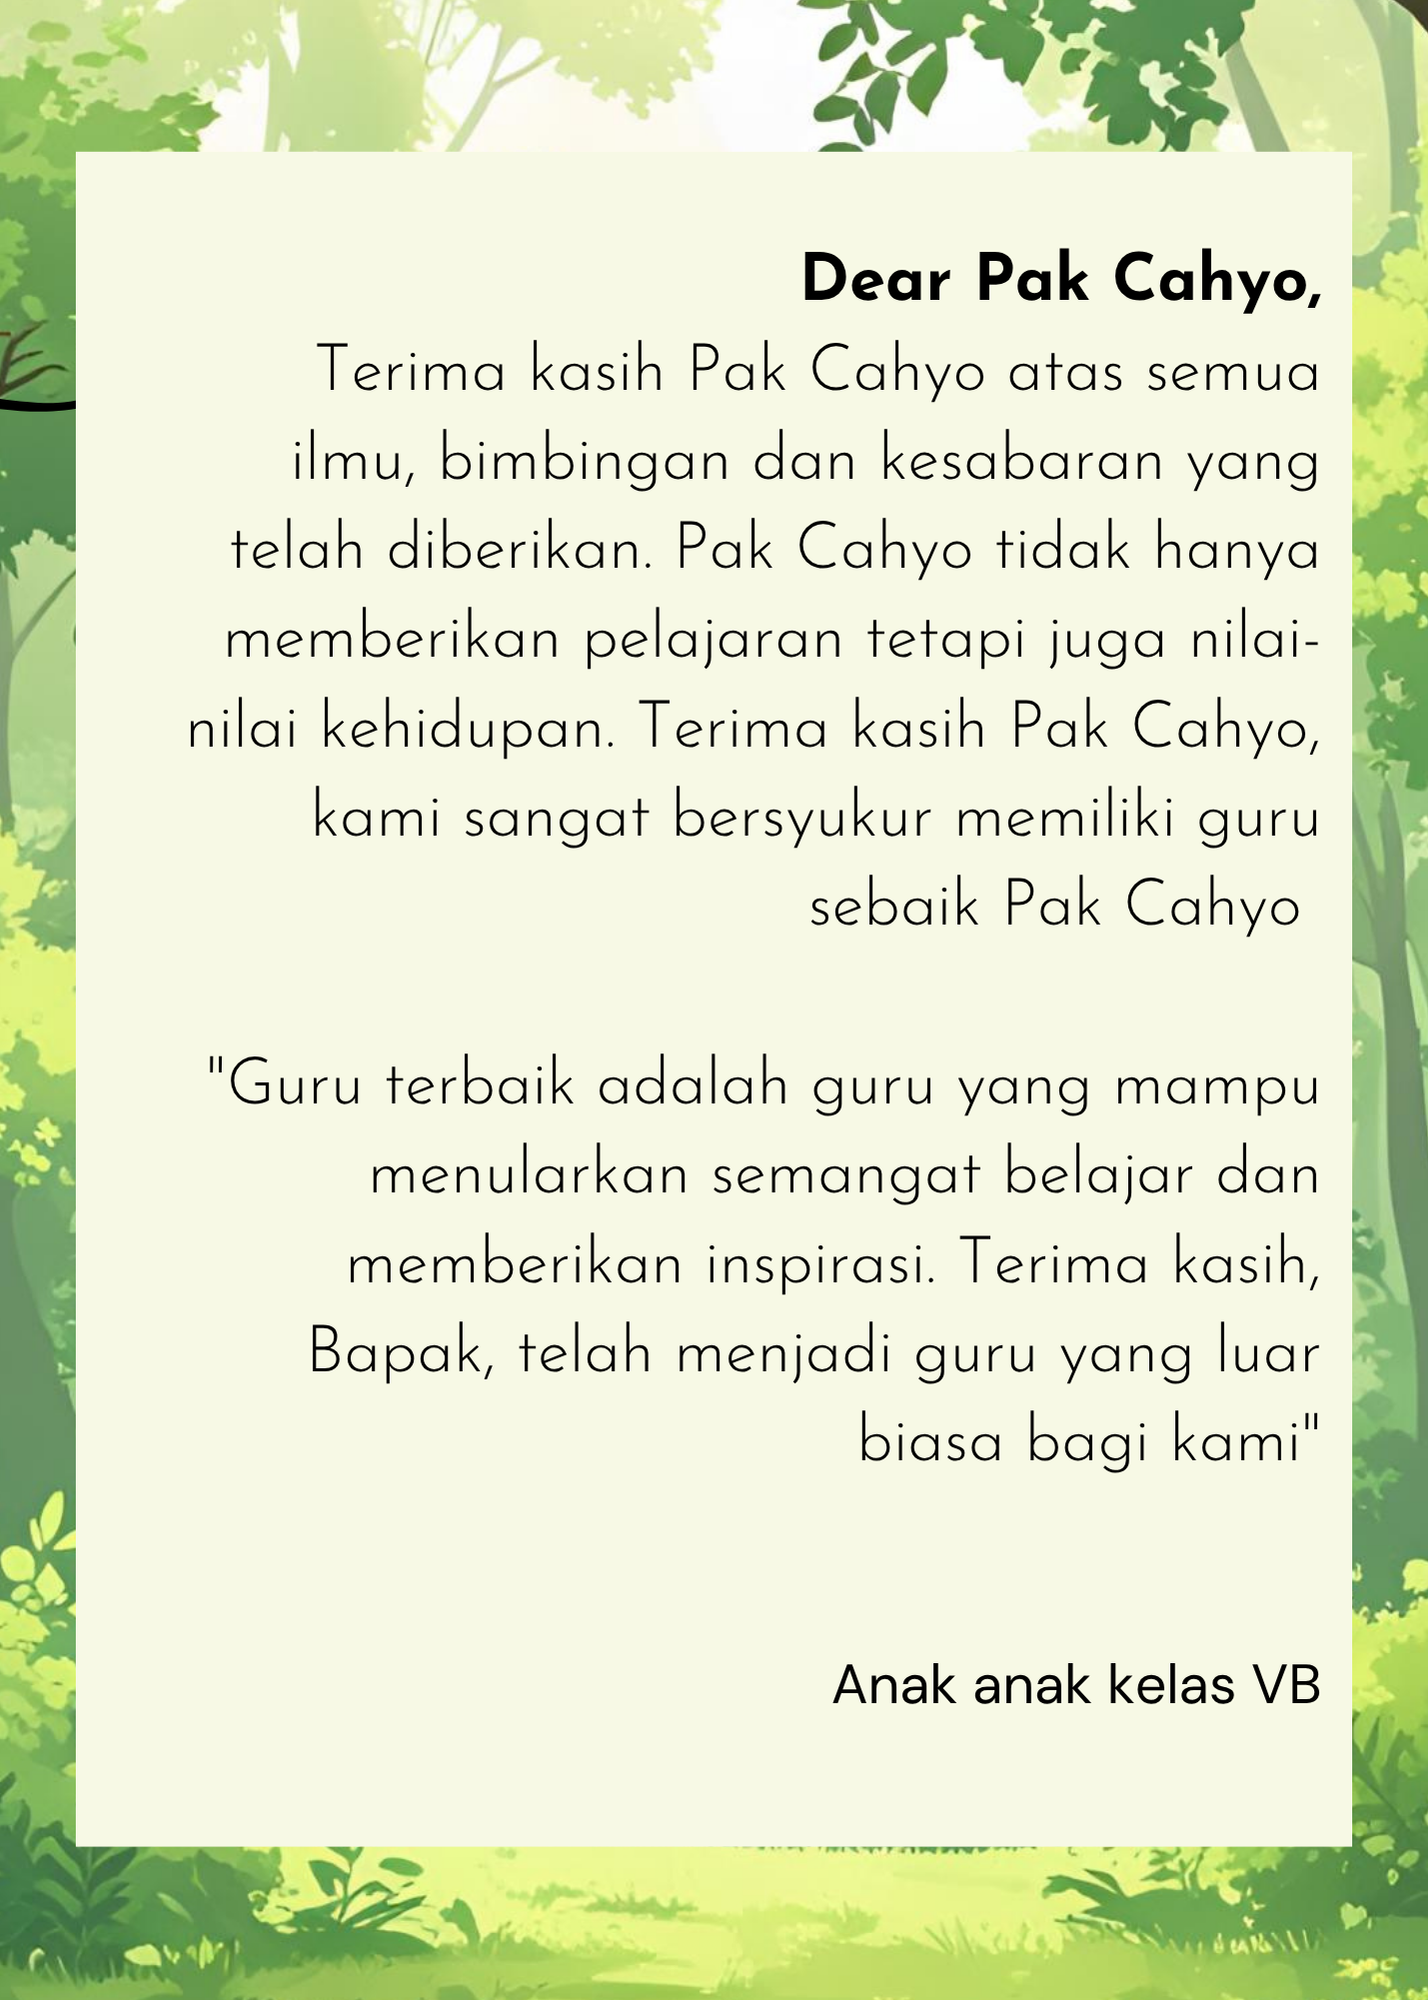 Dear Pak Cahyo,
Terima kasih Pak Cahyo atas semua
ilmu, bimbingan dan kesabaran yang
telah diberikan. Pak Cahyo tidak hanya
memberikan pelajaran tetapi juga nilai-
nilai kehidupan. Terima kasih Pak Cahyo,
kami sangat bersyukur memiliki guru
sebaik Pak Cahyo
"Guru terbaik adalah guru yang mampu
menularkan semangat belajar dan
memberikan inspirasi. Terima kasih,
Bapak, telah menjadi guru yang luar
biasa bagi kami"
Anak anak kelas VB